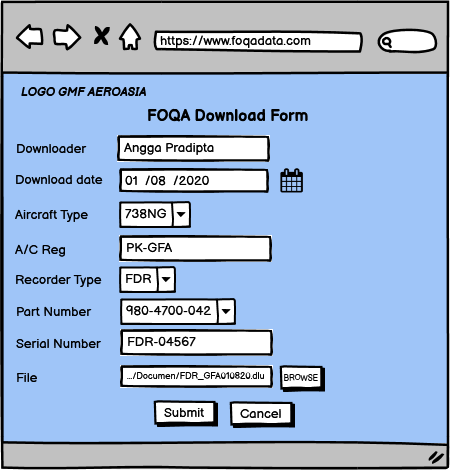 https://www.foqadata.com
LOGO GMF AEROASIA
FOQA Download Form
Downloader Angga Pradipta
Download date 01 /08 /2020
Aircraft Type 738NG
A/C Reg PK-GFA
Recorder Type FDR
Part Number 980-4700-042
Serial Number FDR-04567
File .../Documen/FDR_GFA010820.dlu BROWSE
Submit Cancel